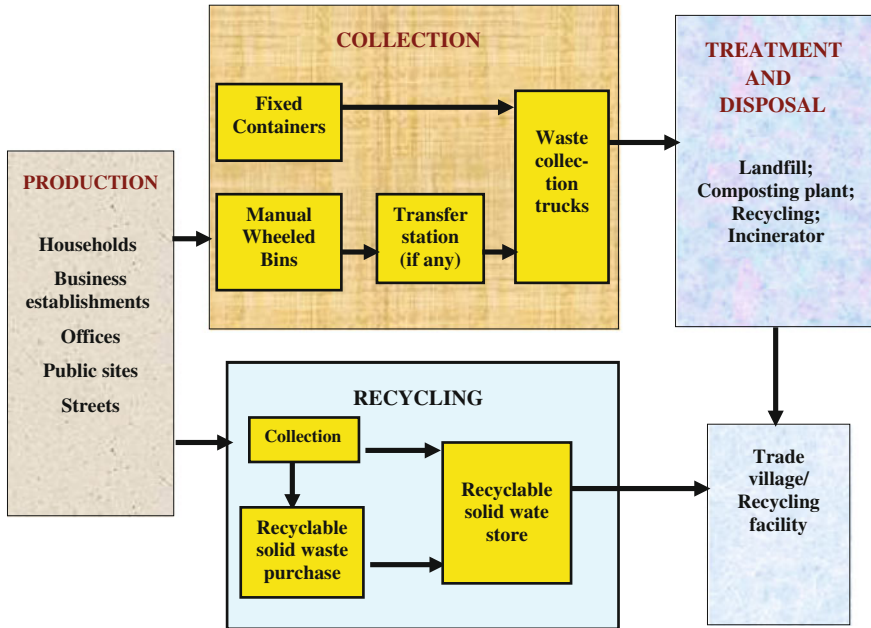 PRODUCTION
Households
Business
establishments
Offices
Public sites
Streets
COLLECTION
Fixed
Containers
Manual
Wheeled
Bins
Transfer
station
(if any)
Waste
collec-
tion
trucks
TREATMENT
AND
DISPOSAL
Landfill;
Composting plant;
Recycling;
Incinerator
RECYCLING
Collection
Recyclable
solid waste
purchase
Recyclable
solid wate
store
Trade
village/
Recycling
facility